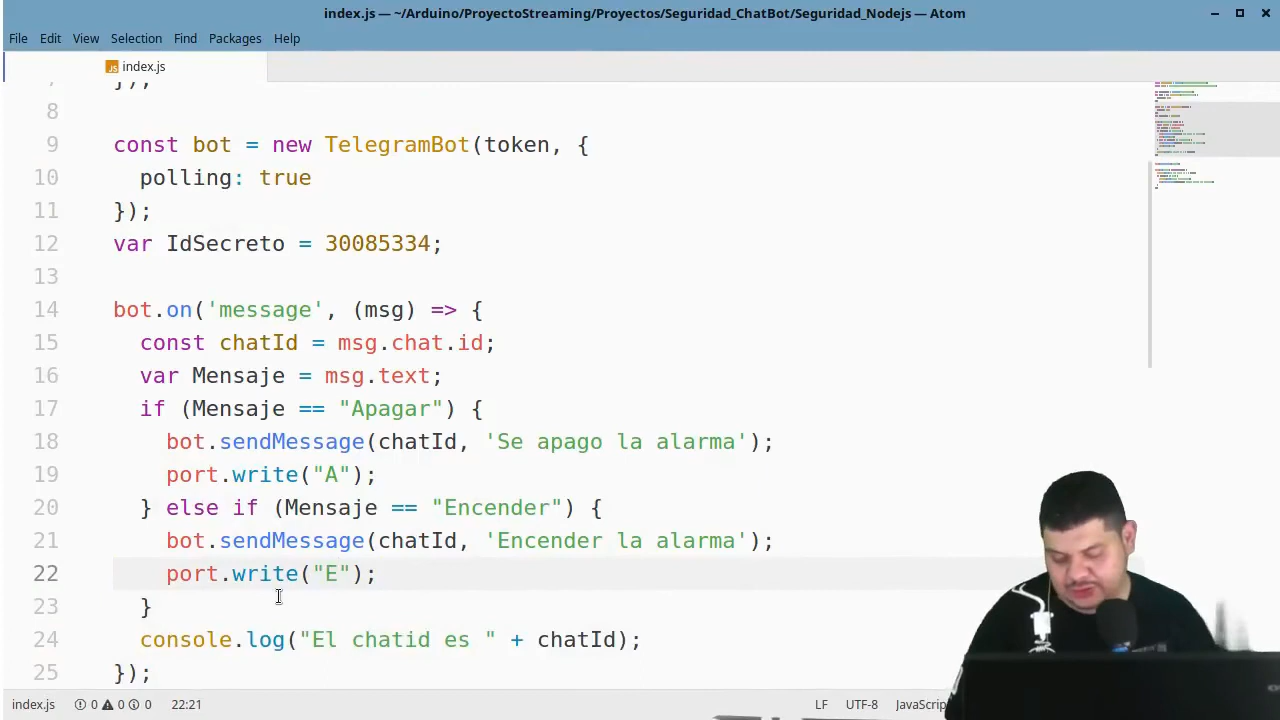 index.js — ~/Arduino/ProyectoStreaming/Proyectos/Seguridad_ChatBot/Seguridad_Nodejs — Atom
File Edit View Selection Find Packages Help
index.js
7 });
8
9 const bot = new TelegramBot(token, {
10 polling: true
11 });
12 var IdSecreto = 30085334;
13
14 bot.on('message', (msg) => {
15 const chatId = msg.chat.id;
16 var Mensaje = msg.text;
17 if (Mensaje == "Apagar") {
18 bot.sendMessage(chatId, 'Se apago la alarma');
19 port.write("A");
20 } else if (Mensaje == "Encender") {
21 bot.sendMessage(chatId, 'Encender la alarma');
22 port.write("E");
23 }
24 console.log("El chatid es " + chatId);
25 });
index.js 0 0 0 22:21 LF UTF-8